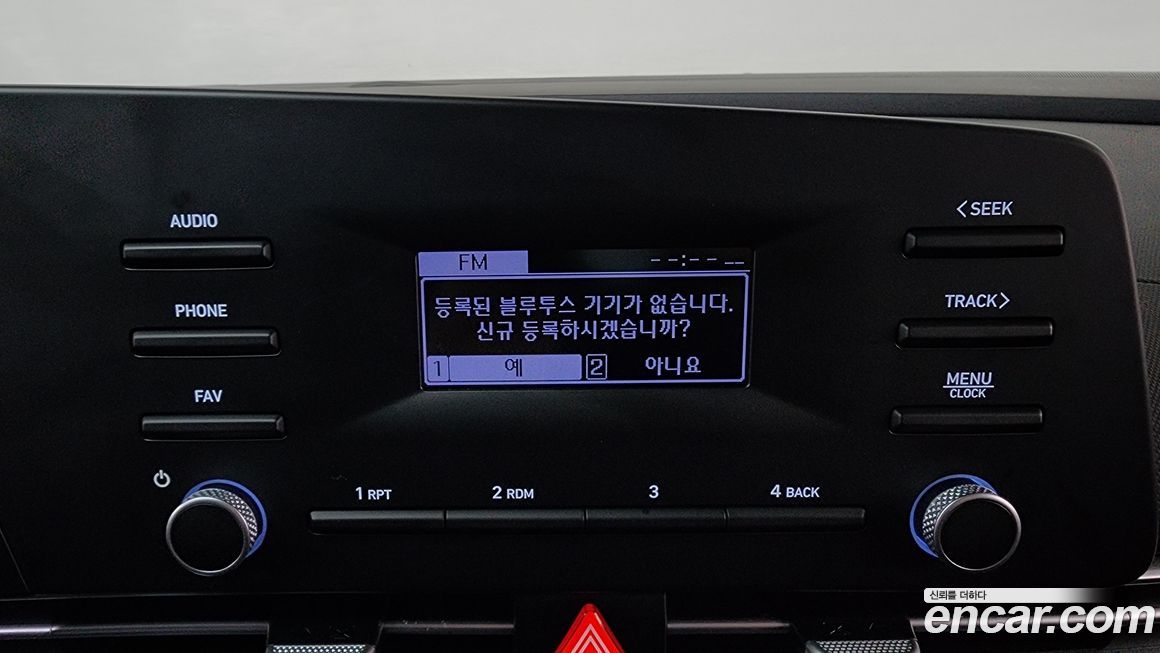 AUDIO
PHONE
FAV
FM
--:-- --
등록된 블루투스 기기가 없습니다.
신규 등록하시겠습니까?
1 예 2 아니요
<SEEK
TRACK>
MENU
CLOCK
1 RPT
2 RDM
3
4 BACK
신뢰를 더하다
encar.com